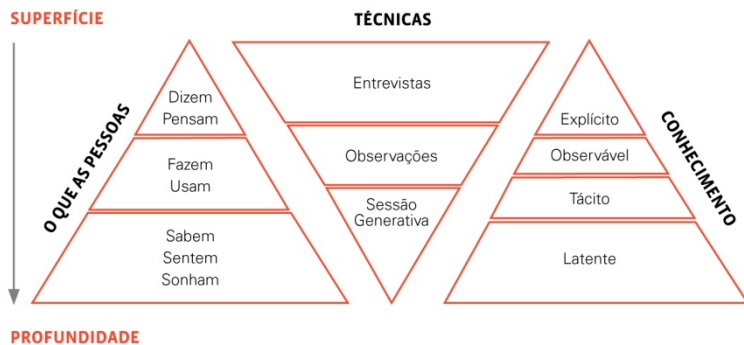 SUPERFÍCIE
TÉCNICAS
O QUE AS PESSOAS
Dizem
Pensam
Fazem
Usam
Sabem
Sentem
Sonham
Entrevistas
Observações
Sessão
Generativa
Explícito
Observável
Tácito
Latente
CONHECIMENTO
PROFUNDIDADE